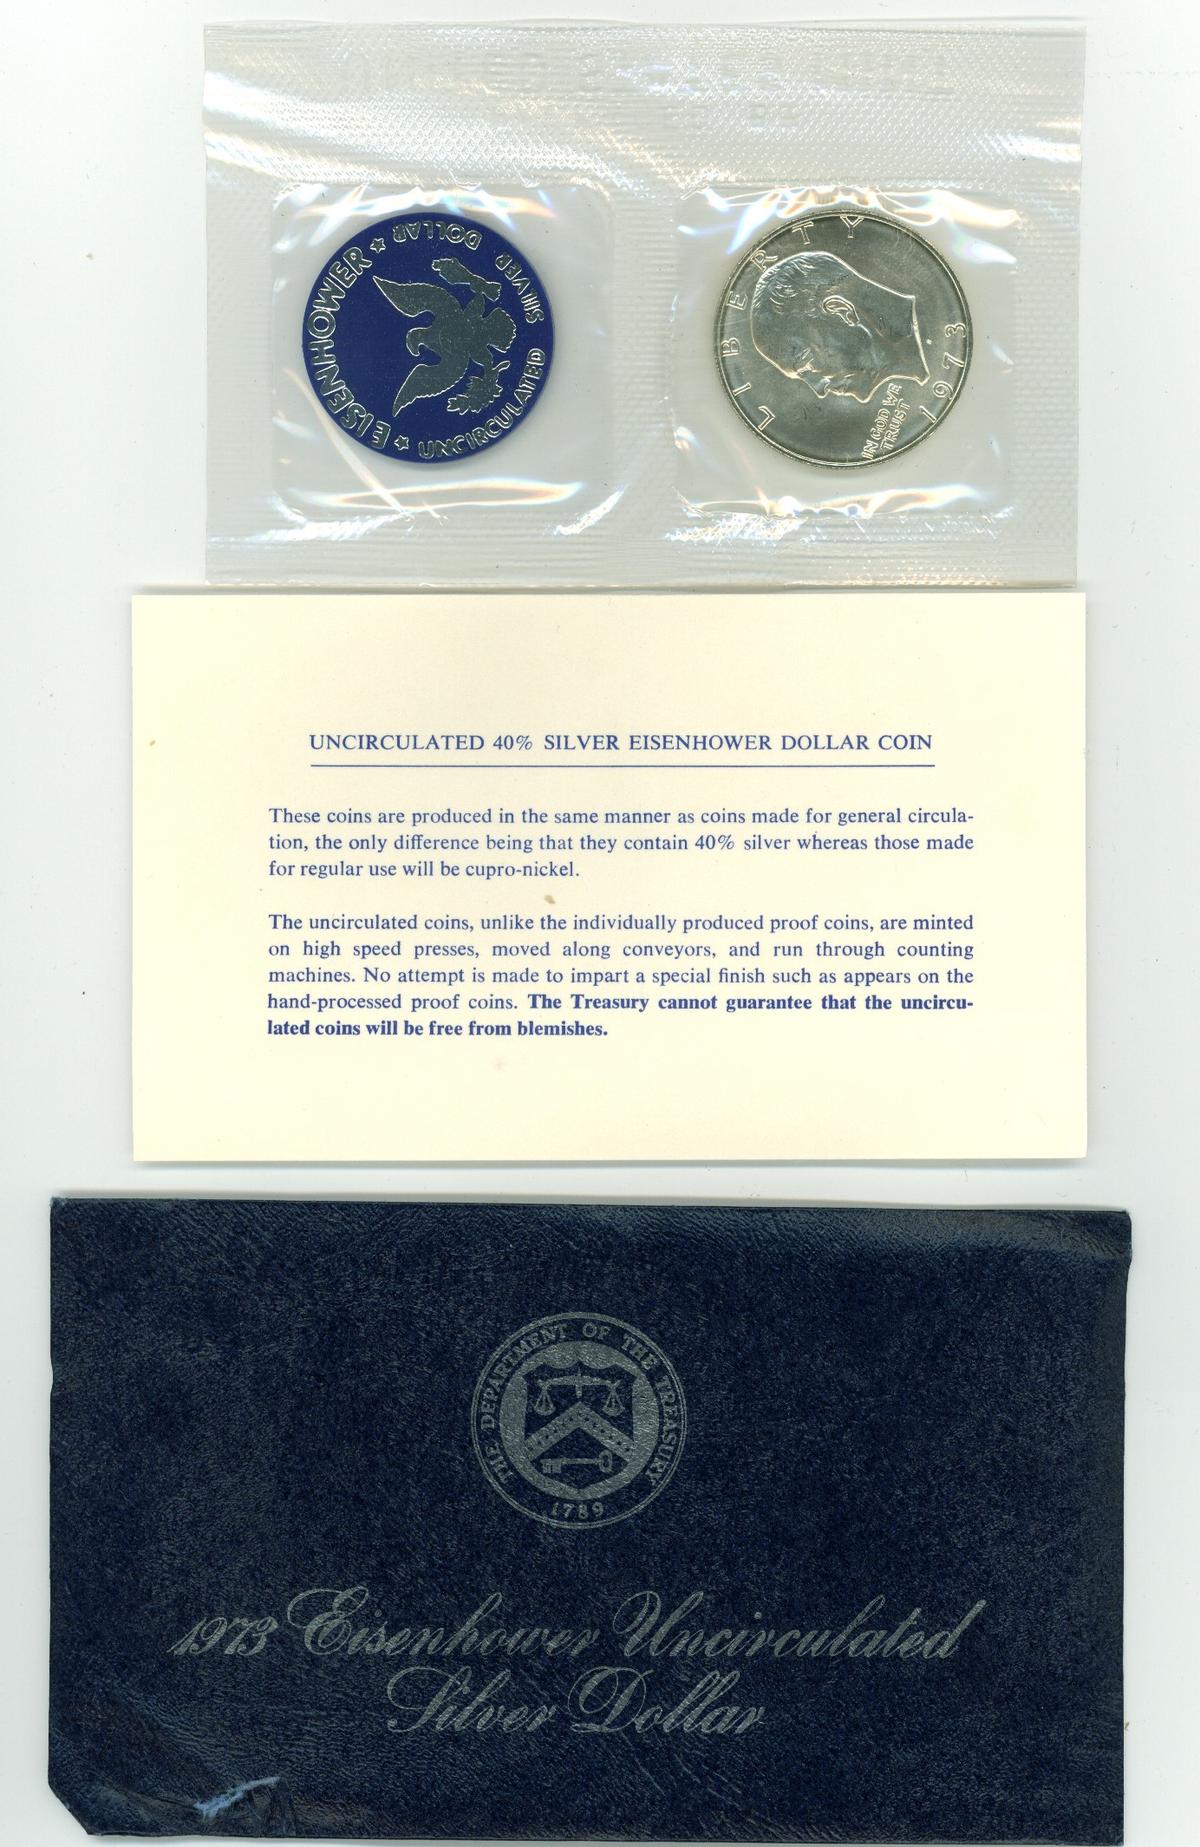 EISENHOWER
UNCIRCULATED SILVER DOLLAR
LIBERTY
IN GOD WE
TRUST
1973
UNCIRCULATED 40% SILVER EISENHOWER DOLLAR COIN
These coins are produced in the same manner as coins made for general circula-
tion, the only difference being that they contain 40% silver whereas those made
for regular use will be cupro-nickel.
The uncirculated coins, unlike the individually produced proof coins, are minted
on high speed presses, moved along conveyors, and run through counting
machines. No attempt is made to impart a special finish such as appears on the
hand-processed proof coins. The Treasury cannot guarantee that the uncircu-
lated coins will be free from blemishes.
THE DEPARTMENT OF THE TREASURY
1789
1973 Eisenhower Uncirculated
Silver Dollar